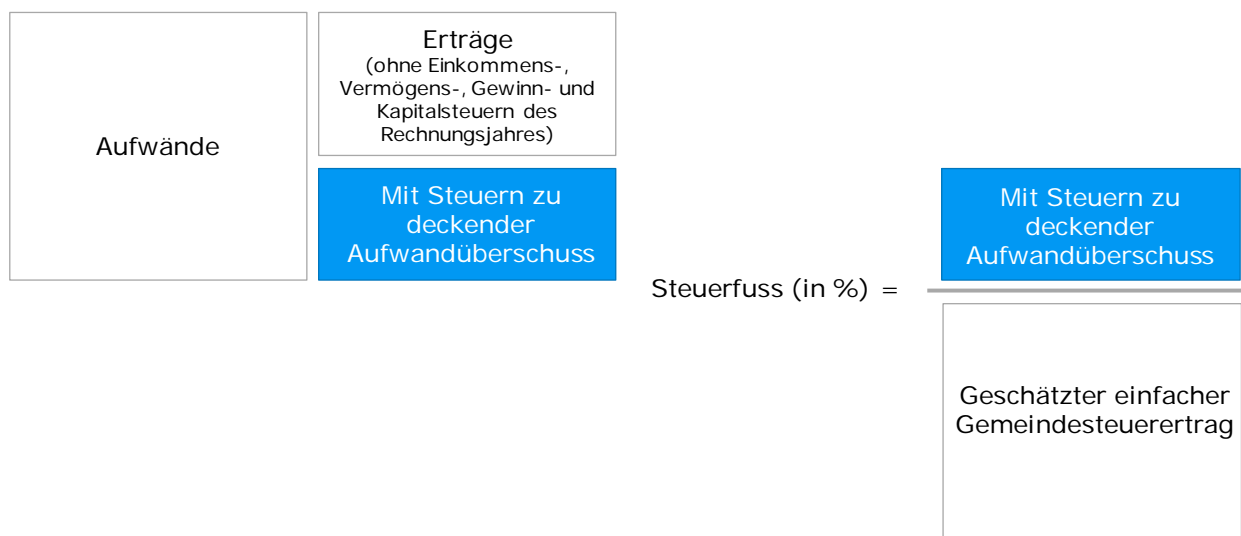 Aufwände
Erträge
(ohne Einkommens-,
Vermögens-, Gewinn- und
Kapitalsteuern des
Rechnungsjahres)
Mit Steuern zu
deckender
Aufwandüberschuss
Steuerfuss (in %) =
Mit Steuern zu
deckender
Aufwandüberschuss
Geschätzter einfacher
Gemeindesteuerertrag